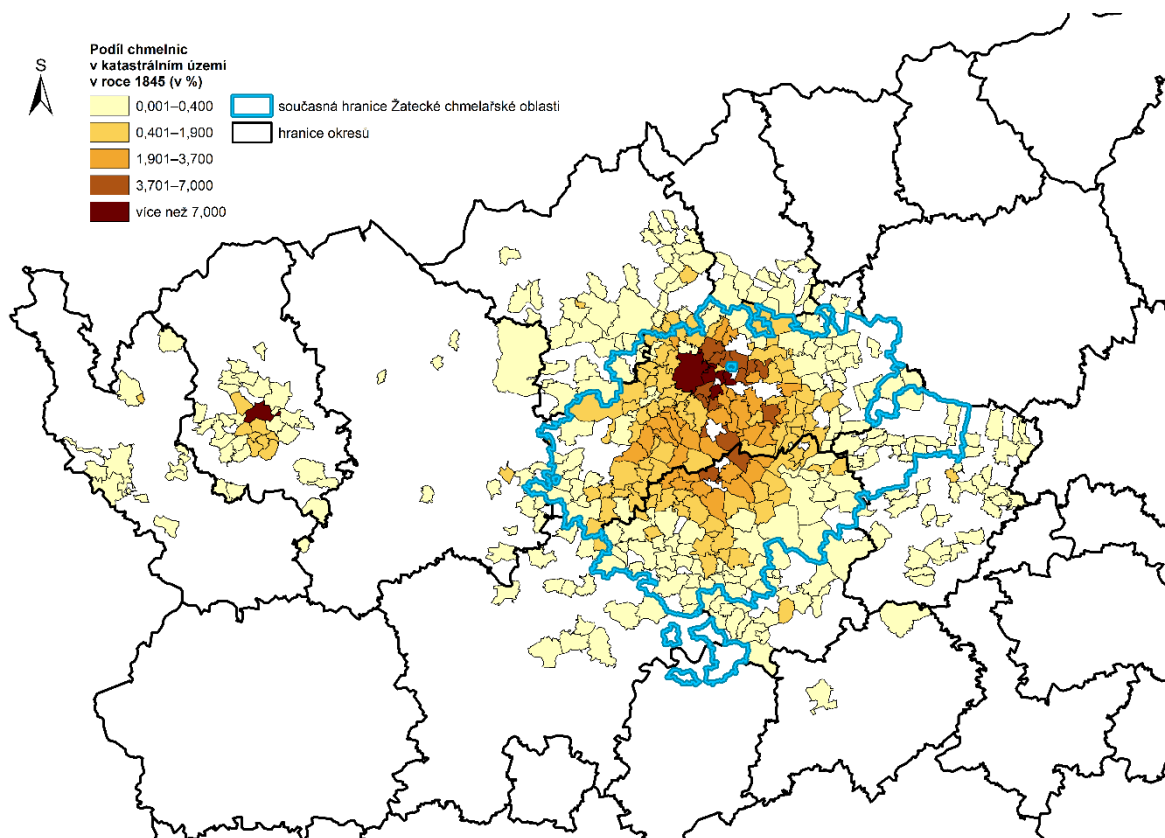 Podíl chmelnic
v katastrálním území
v roce 1845 (v %)
S
0,001–0,400
současná hranice Žatecké chmelařské oblasti
0,401–1,900
hranice okresů
1,901–3,700
3,701–7,000
více než 7,000